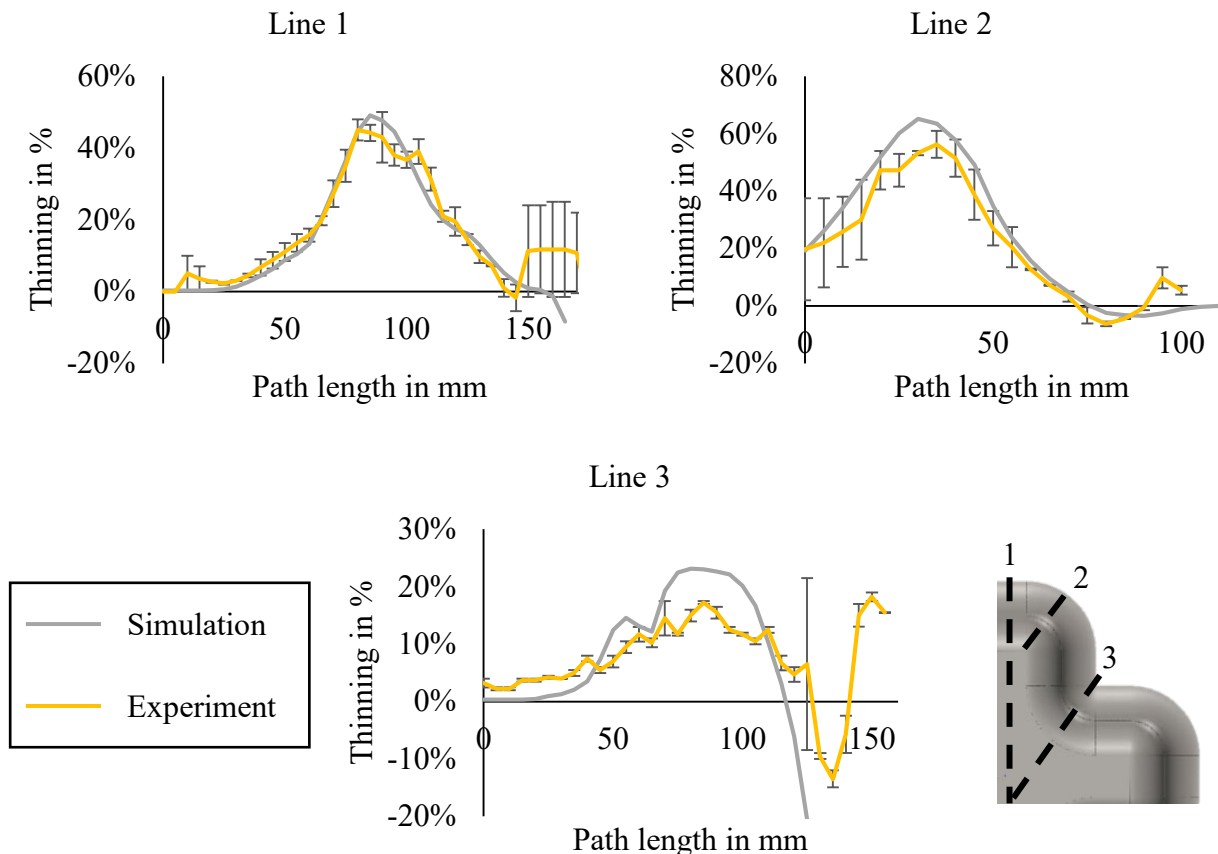 Line 1
60%
40%
20%
0%
-20%
0
50
100
150
Thinning in %
Path length in mm
Line 2
80%
60%
40%
20%
0%
-20%
0
50
100
Thinning in %
Path length in mm
Line 3
30%
20%
10%
0%
-10%
-20%
0
50
100
150
Thinning in %
Path length in mm
Simulation
Experiment
1
2
3